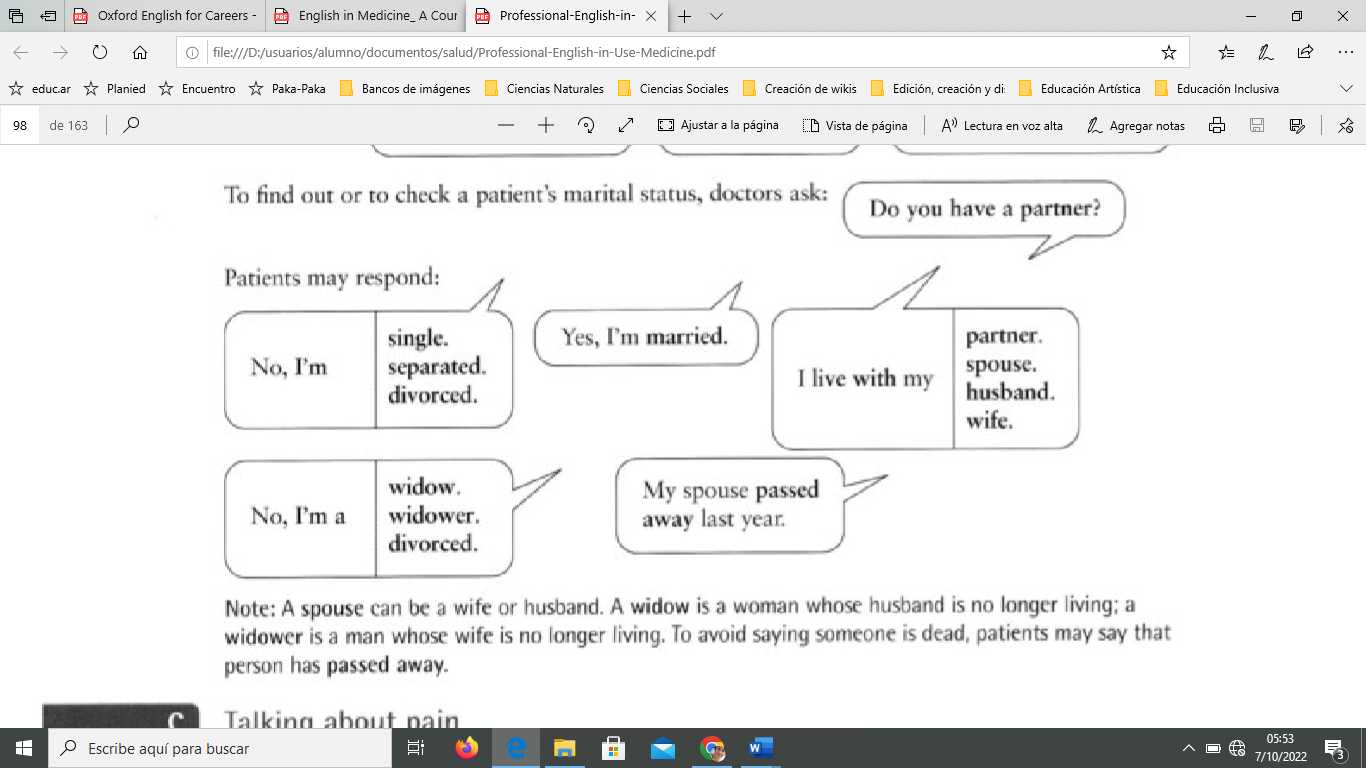 Oxford English for Careers -
English in Medicine_ A Cour
Professional-English-in-
file:///D:/usuarios/alumno/documentos/salud/Professional-English-in-Use-Medicine.pdf
educ.ar
Planied
Encuentro
Paka-Paka
Bancos de imágenes
Ciencias Naturales
Ciencias Sociales
Creación de wikis
Edición, creación y di
Educación Artística
Educación Inclusiva
98 de 163
Ajustar a la página
Vista de página
Lectura en voz alta
Agregar notas
To find out or to check a patient's marital status, doctors ask:
Do you have a partner?
Patients may respond:
No, I'm
single.
separated.
divorced.
Yes, I'm married.
I live with my
partner.
spouse.
husband.
wife.
No, I'm a
widow.
widower.
divorced.
My spouse passed
away last year.
Note: A spouse can be a wife or husband. A widow is a woman whose husband is no longer living; a
widower is a man whose wife is no longer living. To avoid saying someone is dead, patients may say that
person has passed away.
C
Talking about pain
Escribe aquí para buscar
05:53
7/10/2022
3